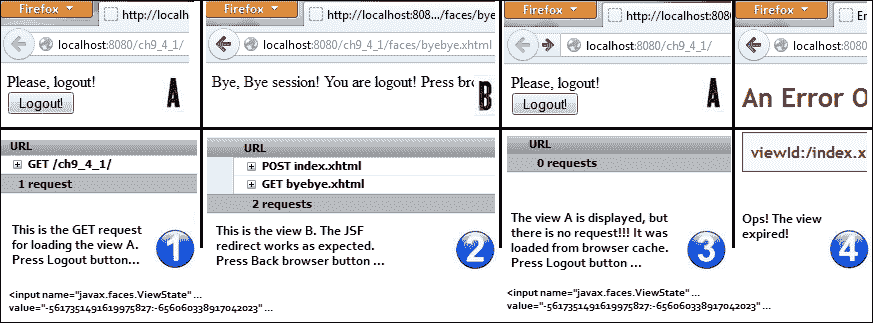 Firefox
http://localho
localhost:8080/ch9_4_1/
Please, logout!
Logout!
A
URL
GET /ch9_4_1/
1 request
This is the GET request
for loading the view A.
Press Logout button...
1
<input name="javax.faces.ViewState" ...
value="-5617351491619975827:-656060338917042023" ...
Firefox
http://localhost:808.../faces/bye
localhost:8080/ch9_4_1/faces/byebye.xhtml
Bye, Bye session! You are logout! Press bro
B
URL
POST index.xhtml
GET byebye.xhtml
2 requests
This is the view B. The JSF
redirect works as expected.
Press Back browser button ...
2
Firefox
http://localho
localhost:8080/ch9_4_1/
Please, logout!
Logout!
A
URL
0 requests
The view A is displayed, but
there is no request!!! It was
loaded from browser cache.
Press Logout button ...
3
<input name="javax.faces.ViewState" ...
value="-5617351491619975827:-656060338917042023" ...
Firefox
localhost:
An Error O
viewId:/index.x
Ops! The view
expired!
4